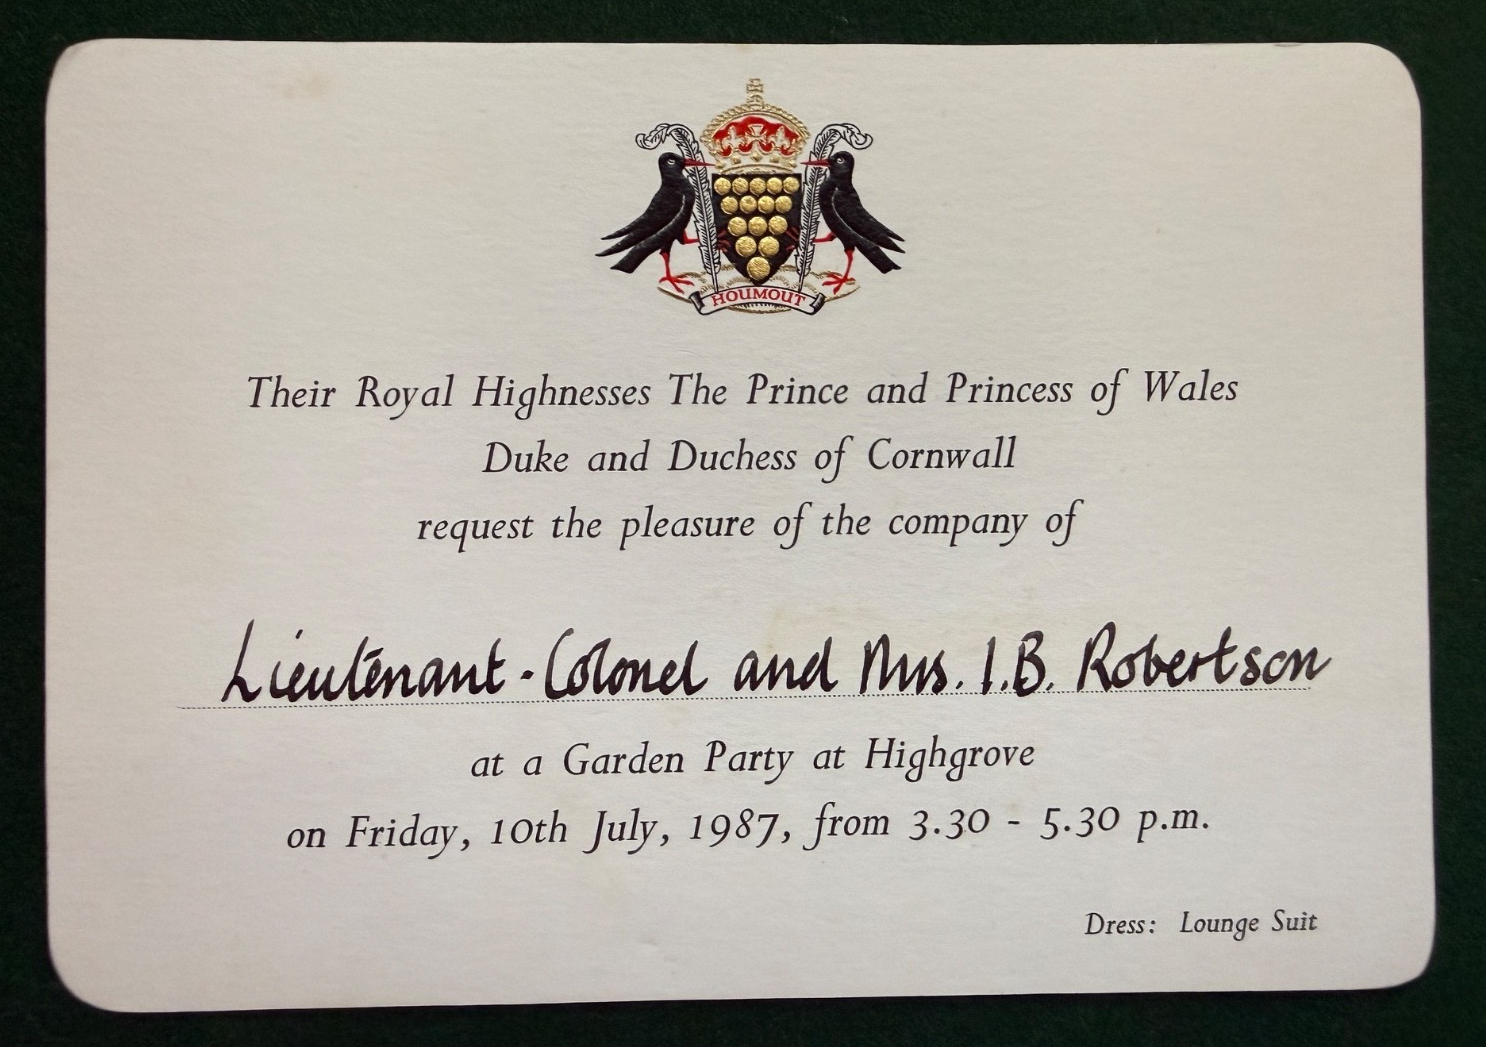 HOUMOUT
Their Royal Highnesses The Prince and Princess of Wales
Duke and Duchess of Cornwall
request the pleasure of the company of
Lieutenant-Colonel and Mrs. I.B. Robertson
at a Garden Party at Highgrove
on Friday, 10th July, 1987, from 3.30 - 5.30 p.m.
Dress: Lounge Suit